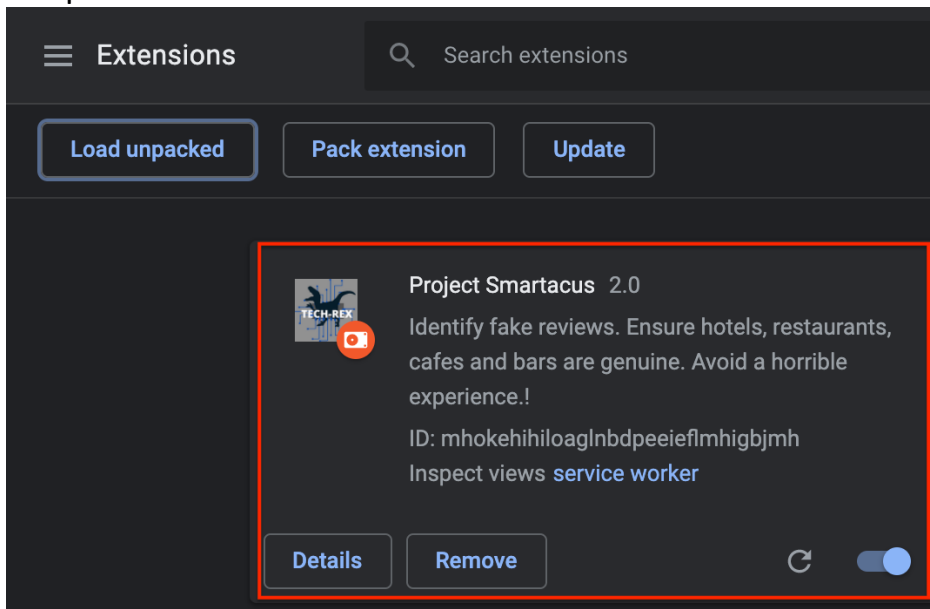 Extensions
Search extensions
Load unpacked
Pack extension
Update
TECH-REX
Project Smartacus 2.0
Identify fake reviews. Ensure hotels, restaurants,
cafes and bars are genuine. Avoid a horrible
experience.!
ID: mhokehihiloaglnbdpeeieflmhigbjmh
Inspect views service worker
Details
Remove